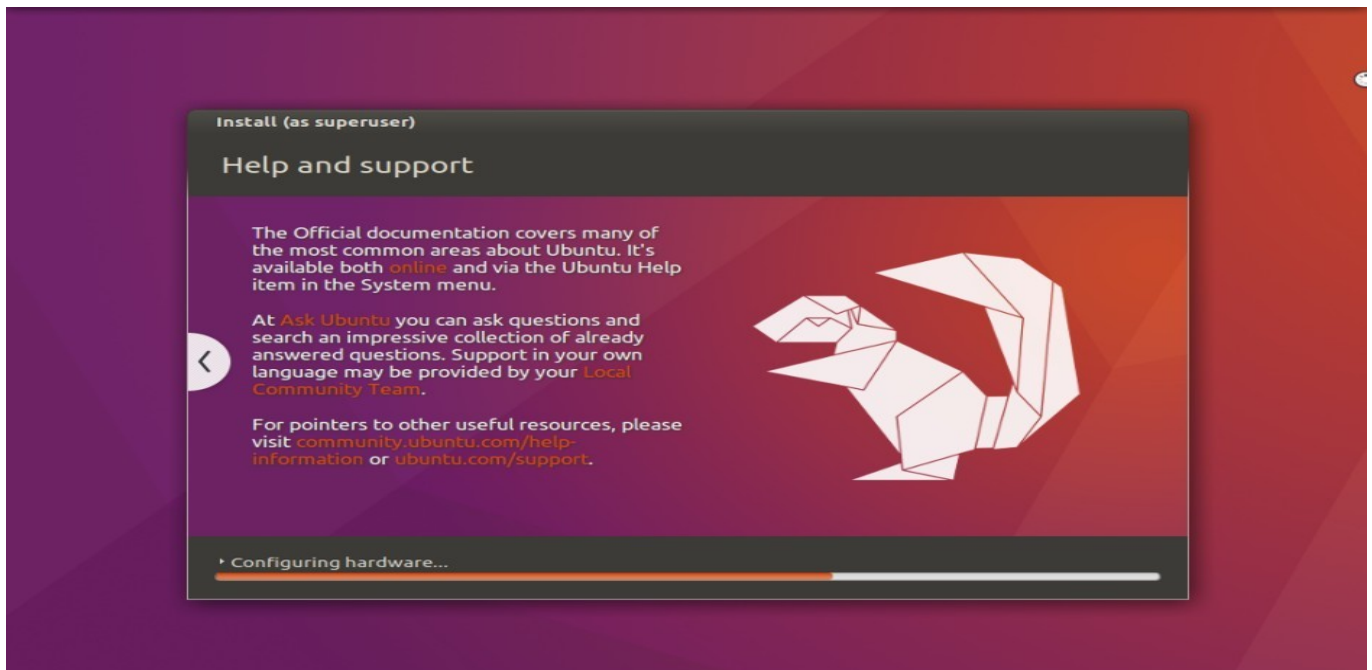 Install (as superuser)
Help and support
The Official documentation covers many of
the most common areas about Ubuntu. It's
available both online and via the Ubuntu Help
item in the System menu.
At Ask Ubuntu you can ask questions and
search an impressive collection of already
answered questions. Support in your own
language may be provided by your Local
Community Team.
For pointers to other useful resources, please
visit community.ubuntu.com/help-
information or ubuntu.com/support.
Configuring hardware...